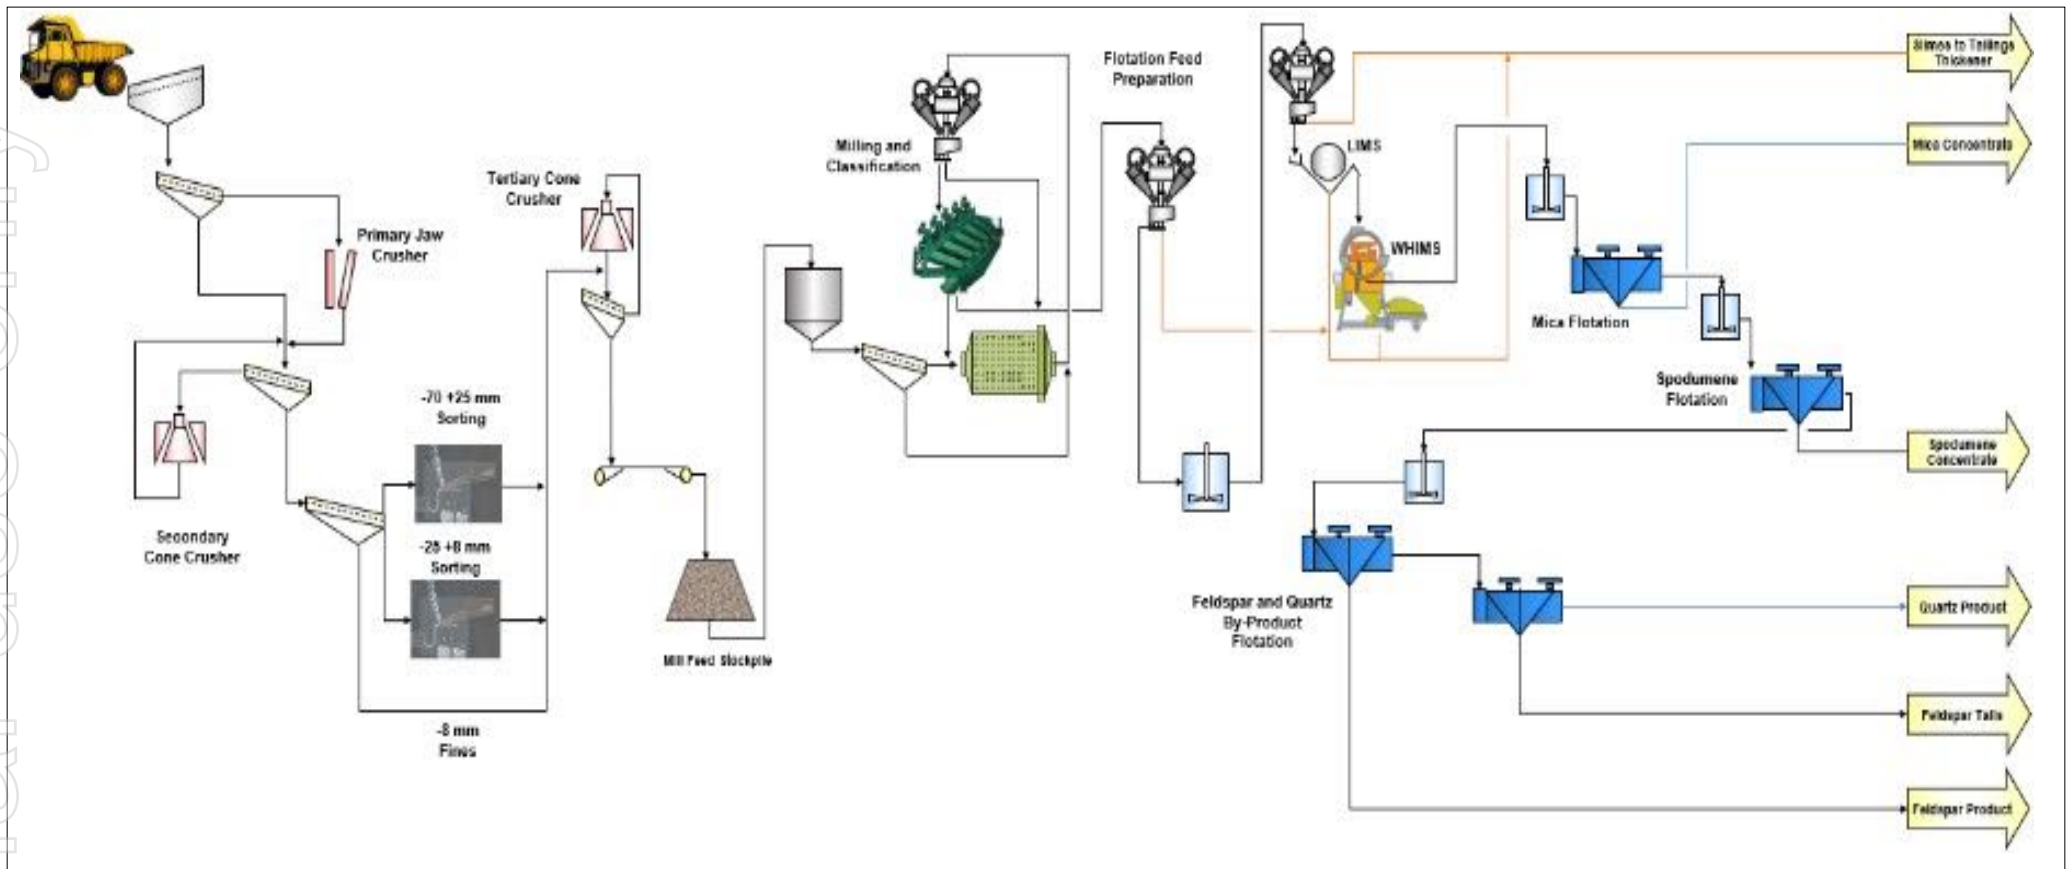 Flotation Feed
Preparation
Slimes to Tailings
Thickener
Milling and
Classification
LIMS
Mica Concentrate
Tertiary Cone
Crusher
Primary Jaw
Crusher
WHIMS
Mica Flotation
-70 +25 mm
Sorting
Spodumene
Flotation
Spodumene
Concentrate
Secondary
Cone Crusher
-25 +8 mm
Sorting
Feldspar and Quartz
By-Product
Flotation
Quartz Product
Mill Feed Stockpile
Feldspar Tails
-8 mm
Fines
Feldspar Product